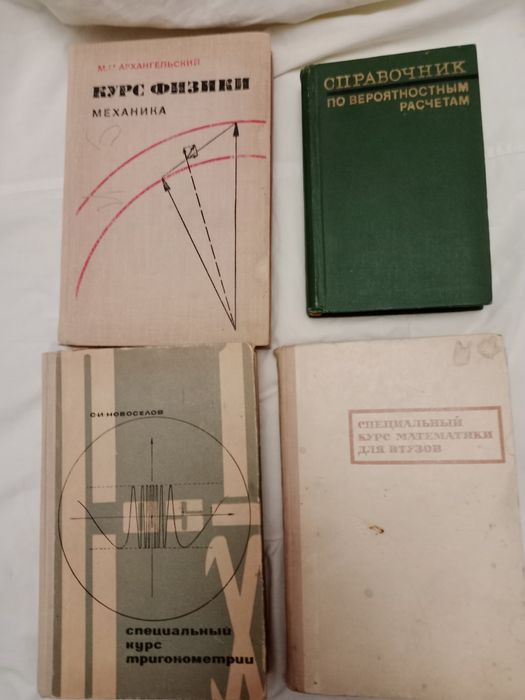 М.М. АРХАНГЕЛЬСКИЙ
КУРС ФИЗИКИ
МЕХАНИКА
СПРАВОЧНИК
ПО ВЕРОЯТНОСТНЫМ
РАСЧЕТАМ
С.И. НОВОСЕЛОВ
специальный
курс
тригонометрии
СПЕЦИАЛЬНЫЙ
КУРС МАТЕМАТИКИ
ДЛЯ ВТУЗОВ